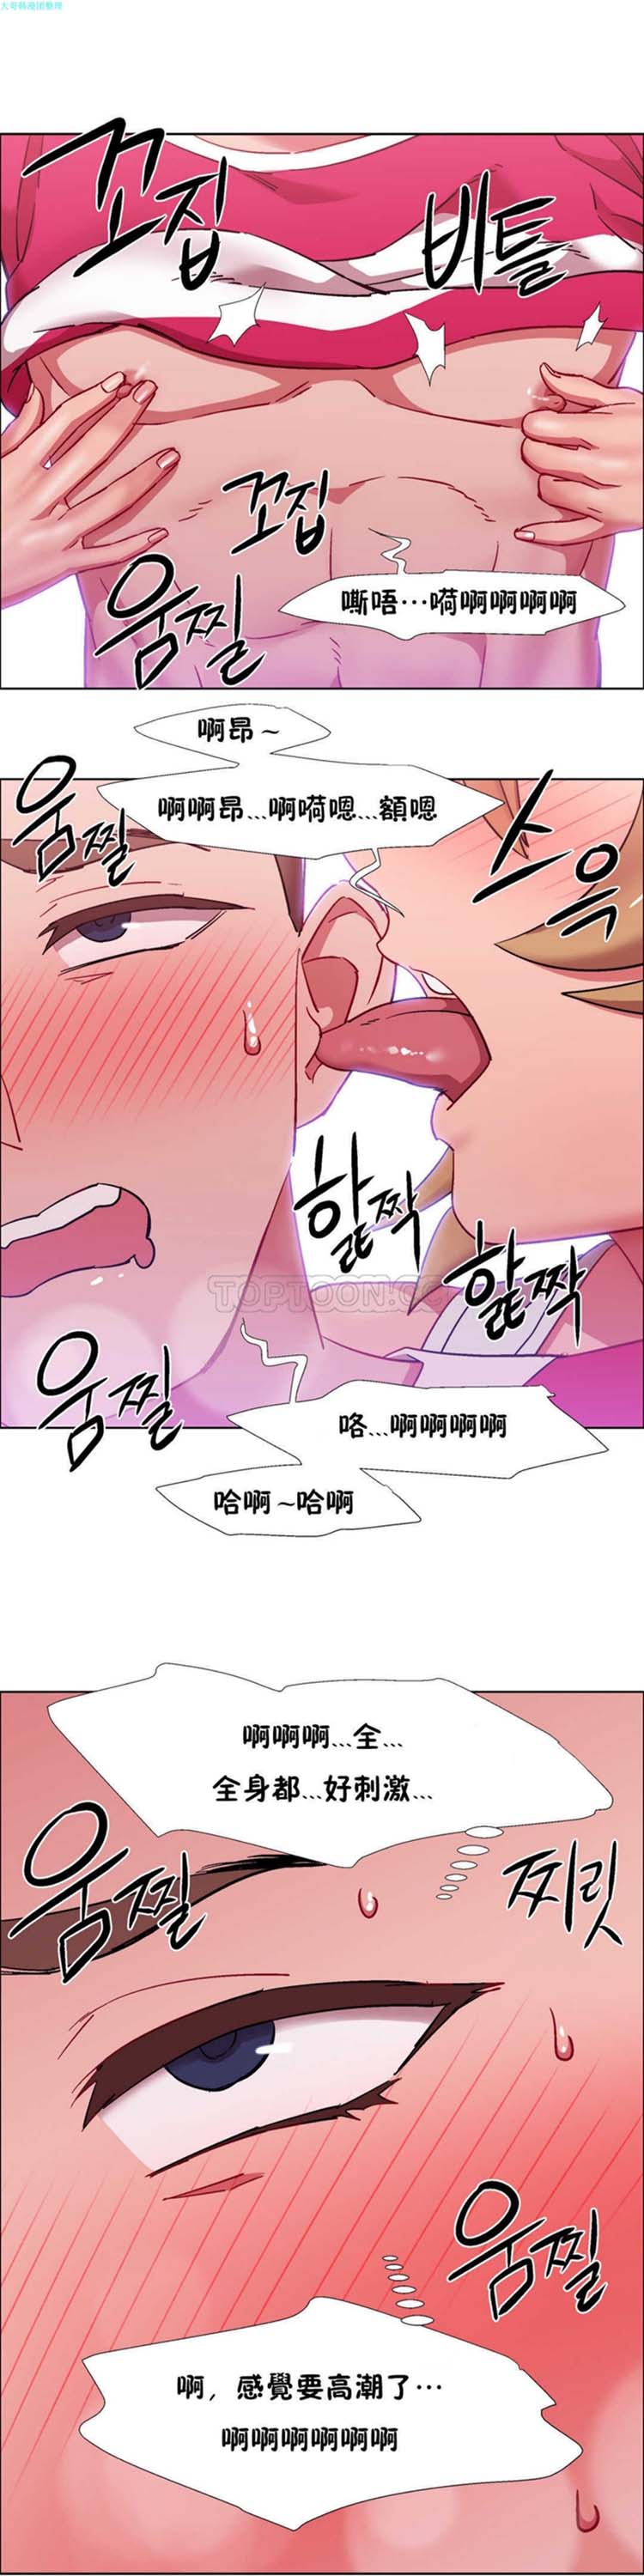 大哥韩漫团整理
꼬집
비틀
꼬집
움찔
嘶唔…嗬啊啊啊啊
啊昂~
啊啊昂…啊嗬嗯…額嗯
움찔
스윽
할짝
할짝
TOPTOON.CC
움찔
咯…啊啊啊啊
哈啊~哈啊
啊啊啊…全…
全身都…好刺激…
움찔
찌릿
움찔
啊，感覺要高潮了…
啊啊啊啊啊啊